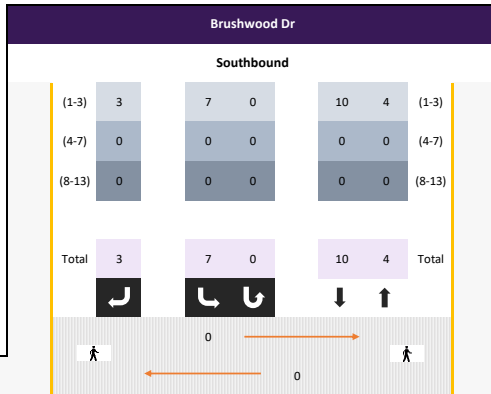 Brushwood Dr
Southbound
(1-3) 3 7 0 10 4 (1-3)
(4-7) 0 0 0 0 0 (4-7)
(8-13) 0 0 0 0 0 (8-13)
Total 3 7 0 10 4 Total
0
0